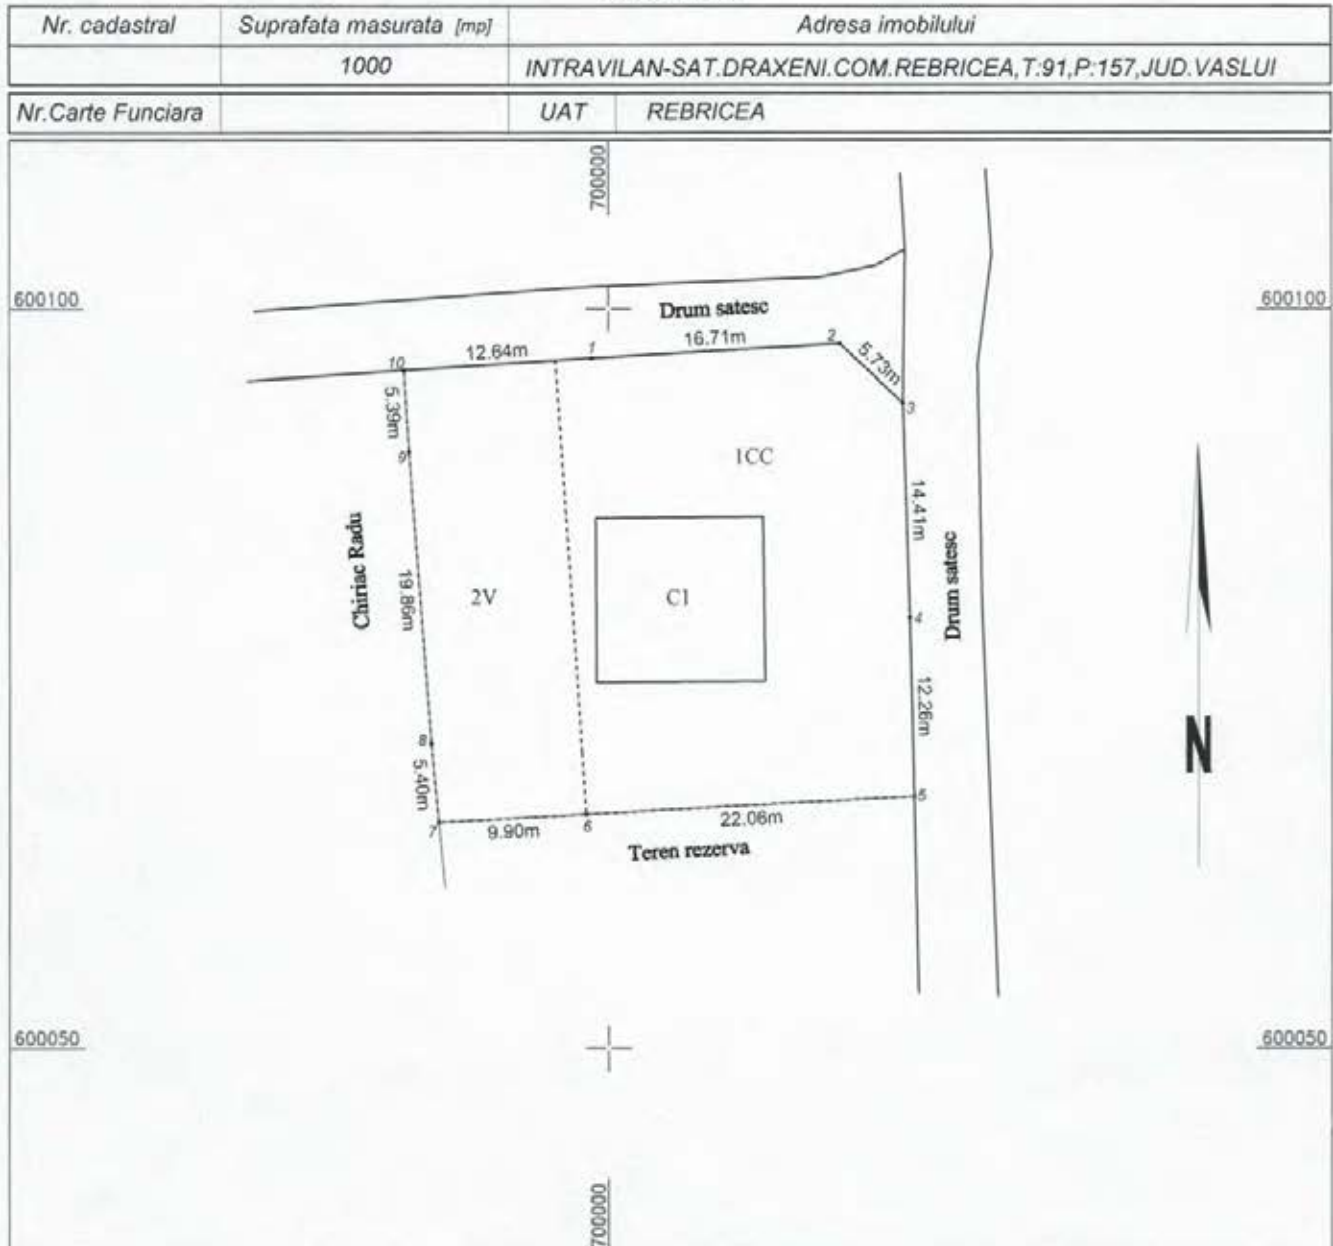 Nr. cadastral Suprafata masurata [mp] Adresa imobilului
1000 INTRAVILAN-SAT.DRAXENI.COM.REBRICEA,T:91,P:157,JUD.VASLUI
Nr.Carte Funciara UAT REBRICEA
700000
600100 600100
Drum satesc
10 12.64m 1 16.71m 2
5.73m
3
5.39m
9
1CC
14.41m
Chiriac Radu
19.86m
2V
C1
Drum satesc
4
12.26m
8
5.40m
N
7 9.90m 6 22.06m 5
Teren rezerva
600050 600050
700000